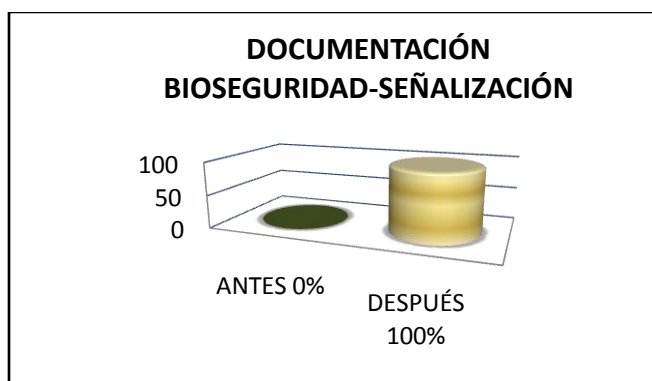 DOCUMENTACIÓN
BIOSEGURIDAD-SEÑALIZACIÓN
100
50
0
ANTES 0%
DESPUÉS
100%